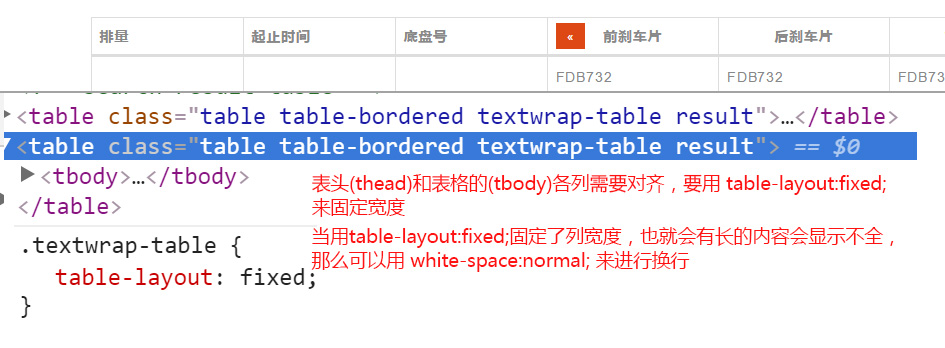 排量 起止时间 底盘号 « 前刹车片 后刹车片
FDB732 FDB732 FDB73
<table class="table table-bordered textwrap-table result">…</table>
<table class="table table-bordered textwrap-table result"> == $0
<tbody>…</tbody>
</table>
表头(thead)和表格的(tbody)各列需要对齐，要用 table-layout:fixed;
来固定宽度
当用table-layout:fixed;固定了列宽度，也就会有长的内容会显示不全，
那么可以用 white-space:normal; 来进行换行
.textwrap-table {
table-layout: fixed;
}